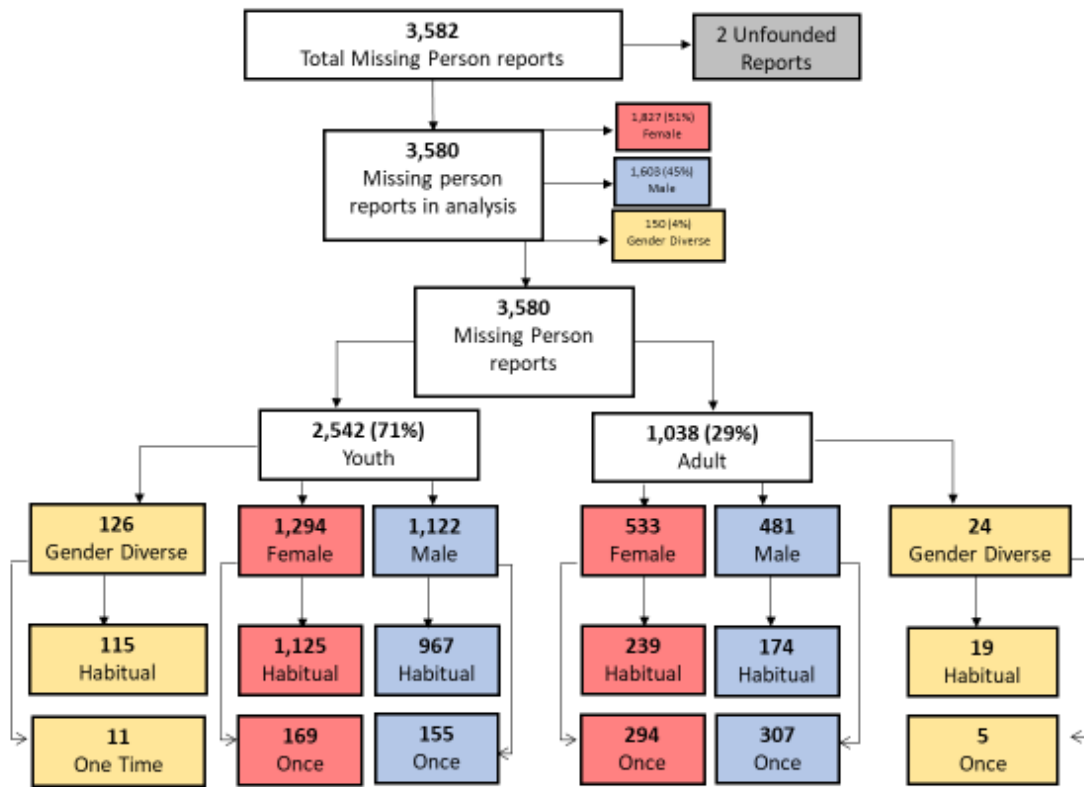 3,582
Total Missing Person reports
2 Unfounded
Reports
1,827 (51%)
Female
3,580
Missing person
reports in analysis
1,603 (45%)
Male
150 (4%)
Gender Diverse
3,580
Missing Person
reports
2,542 (71%)
Youth
1,038 (29%)
Adult
126
Gender Diverse
1,294
Female
1,122
Male
533
Female
481
Male
24
Gender Diverse
115
Habitual
1,125
Habitual
967
Habitual
239
Habitual
174
Habitual
19
Habitual
11
One Time
169
Once
155
Once
294
Once
307
Once
5
Once